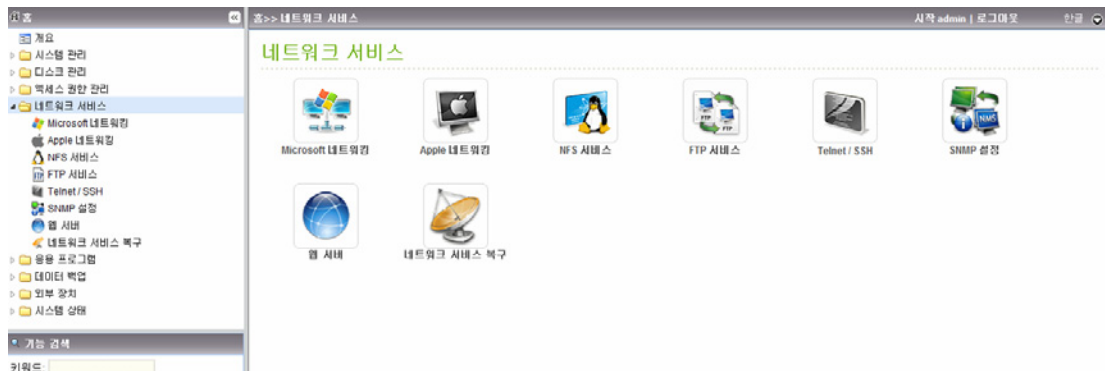 홈
홈>> 네트워크 서비스
시작 admin | 로그아웃
한글
개요
시스템 관리
디스크 관리
액세스 권한 관리
네트워크 서비스
Microsoft 네트워킹
Apple 네트워킹
NFS 서비스
FTP 서비스
Telnet / SSH
SNMP 설정
웹 서버
네트워크 서비스 복구
응용 프로그램
데이터 백업
외부 장치
시스템 상태
기능 검색
키워드:
네트워크 서비스
Microsoft 네트워킹
Apple 네트워킹
NFS 서비스
FTP 서비스
Telnet / SSH
SNMP 설정
웹 서버
네트워크 서비스 복구
FTP
FTP
NMS